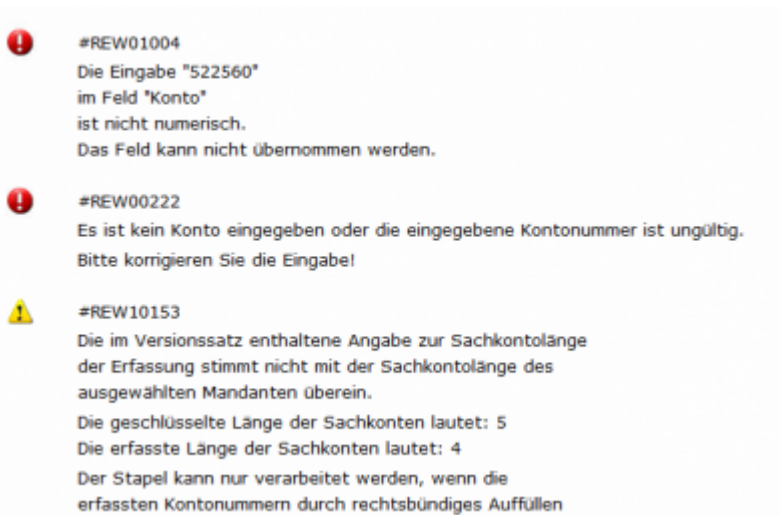 #REW01004
Die Eingabe "522560"
im Feld "Konto"
ist nicht numerisch.
Das Feld kann nicht übernommen werden.
#REW00222
Es ist kein Konto eingegeben oder die eingegebene Kontonummer ist ungültig.
Bitte korrigieren Sie die Eingabe!
#REW10153
Die im Versionssatz enthaltene Angabe zur Sachkontolänge
der Erfassung stimmt nicht mit der Sachkontolänge des
ausgewählten Mandanten überein.
Die geschlüsselte Länge der Sachkonten lautet: 5
Die erfasste Länge der Sachkonten lautet: 4
Der Stapel kann nur verarbeitet werden, wenn die
erfassten Kontonummern durch rechtsbündiges Auffüllen